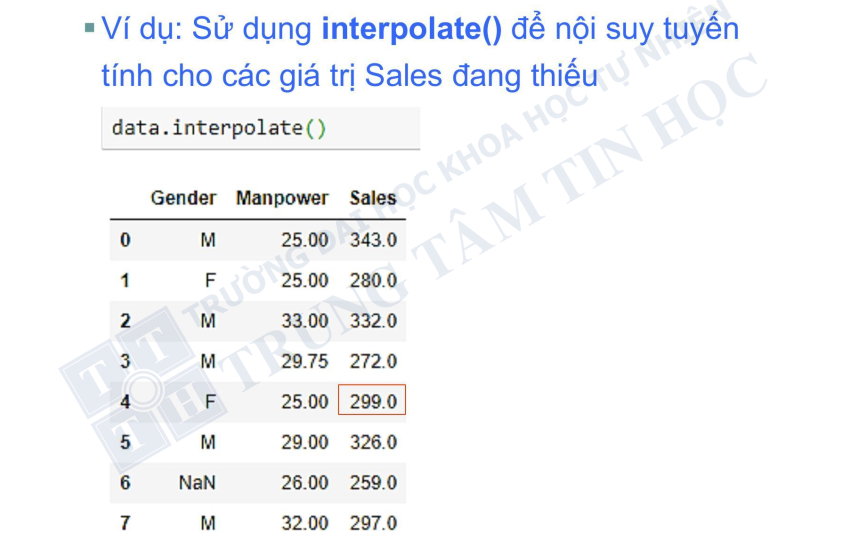 Ví dụ: Sử dụng interpolate() để nội suy tuyến
tính cho các giá trị Sales đang thiếu
data.interpolate()
Gender Manpower Sales
0 M 25.00 343.0
1 F 25.00 280.0
2 M 33.00 332.0
3 M 29.75 272.0
4 F 25.00 299.0
5 M 29.00 326.0
6 NaN 26.00 259.0
7 M 32.00 297.0
TRƯỜNG ĐẠI HỌC KHOA HỌC TỰ NHIÊN
TRUNG TÂM TIN HỌC
T T
T H